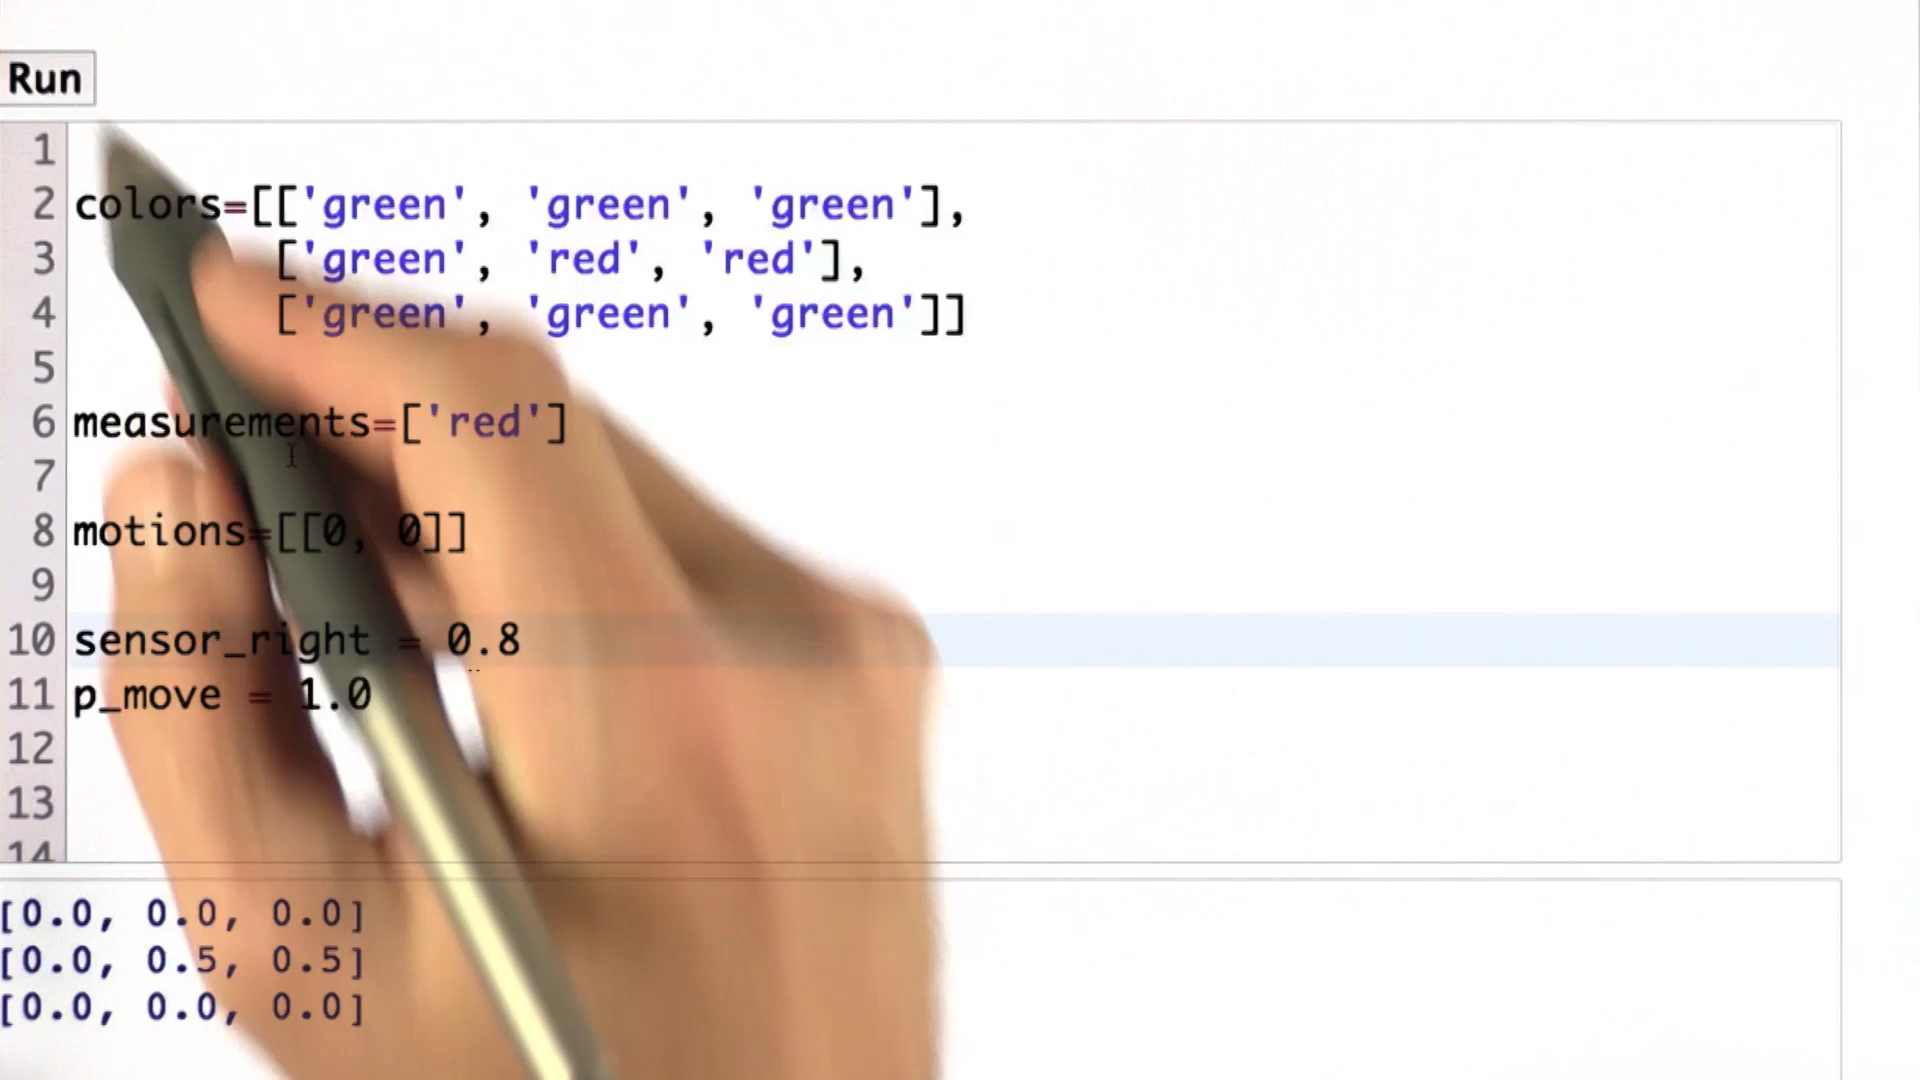 Run
1
2 colors=[['green', 'green', 'green'],
3 ['green', 'red', 'red'],
4 ['green', 'green', 'green']]
5
6 measurements=['red']
7
8 motions=[[0, 0]]
9
10 sensor_right = 0.8
11 p_move = 1.0
12
13
14
[0.0, 0.0, 0.0]
[0.0, 0.5, 0.5]
[0.0, 0.0, 0.0]